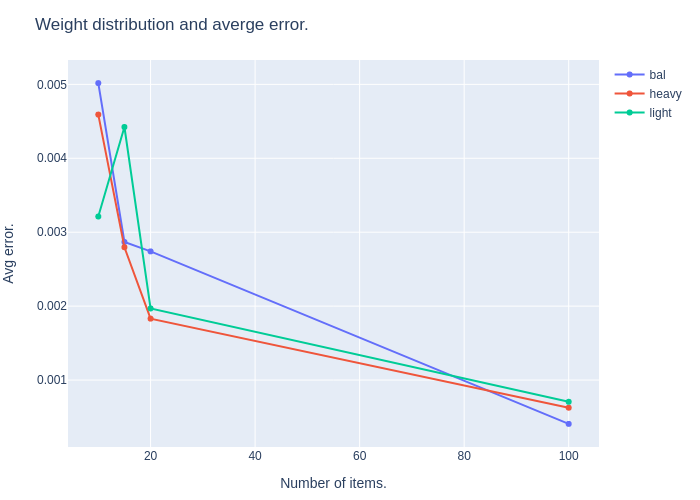 Weight distribution and averge error.
bal
heavy
light
0.005
0.004
0.003
0.002
0.001
Avg error.
20 40 60 80 100
Number of items.